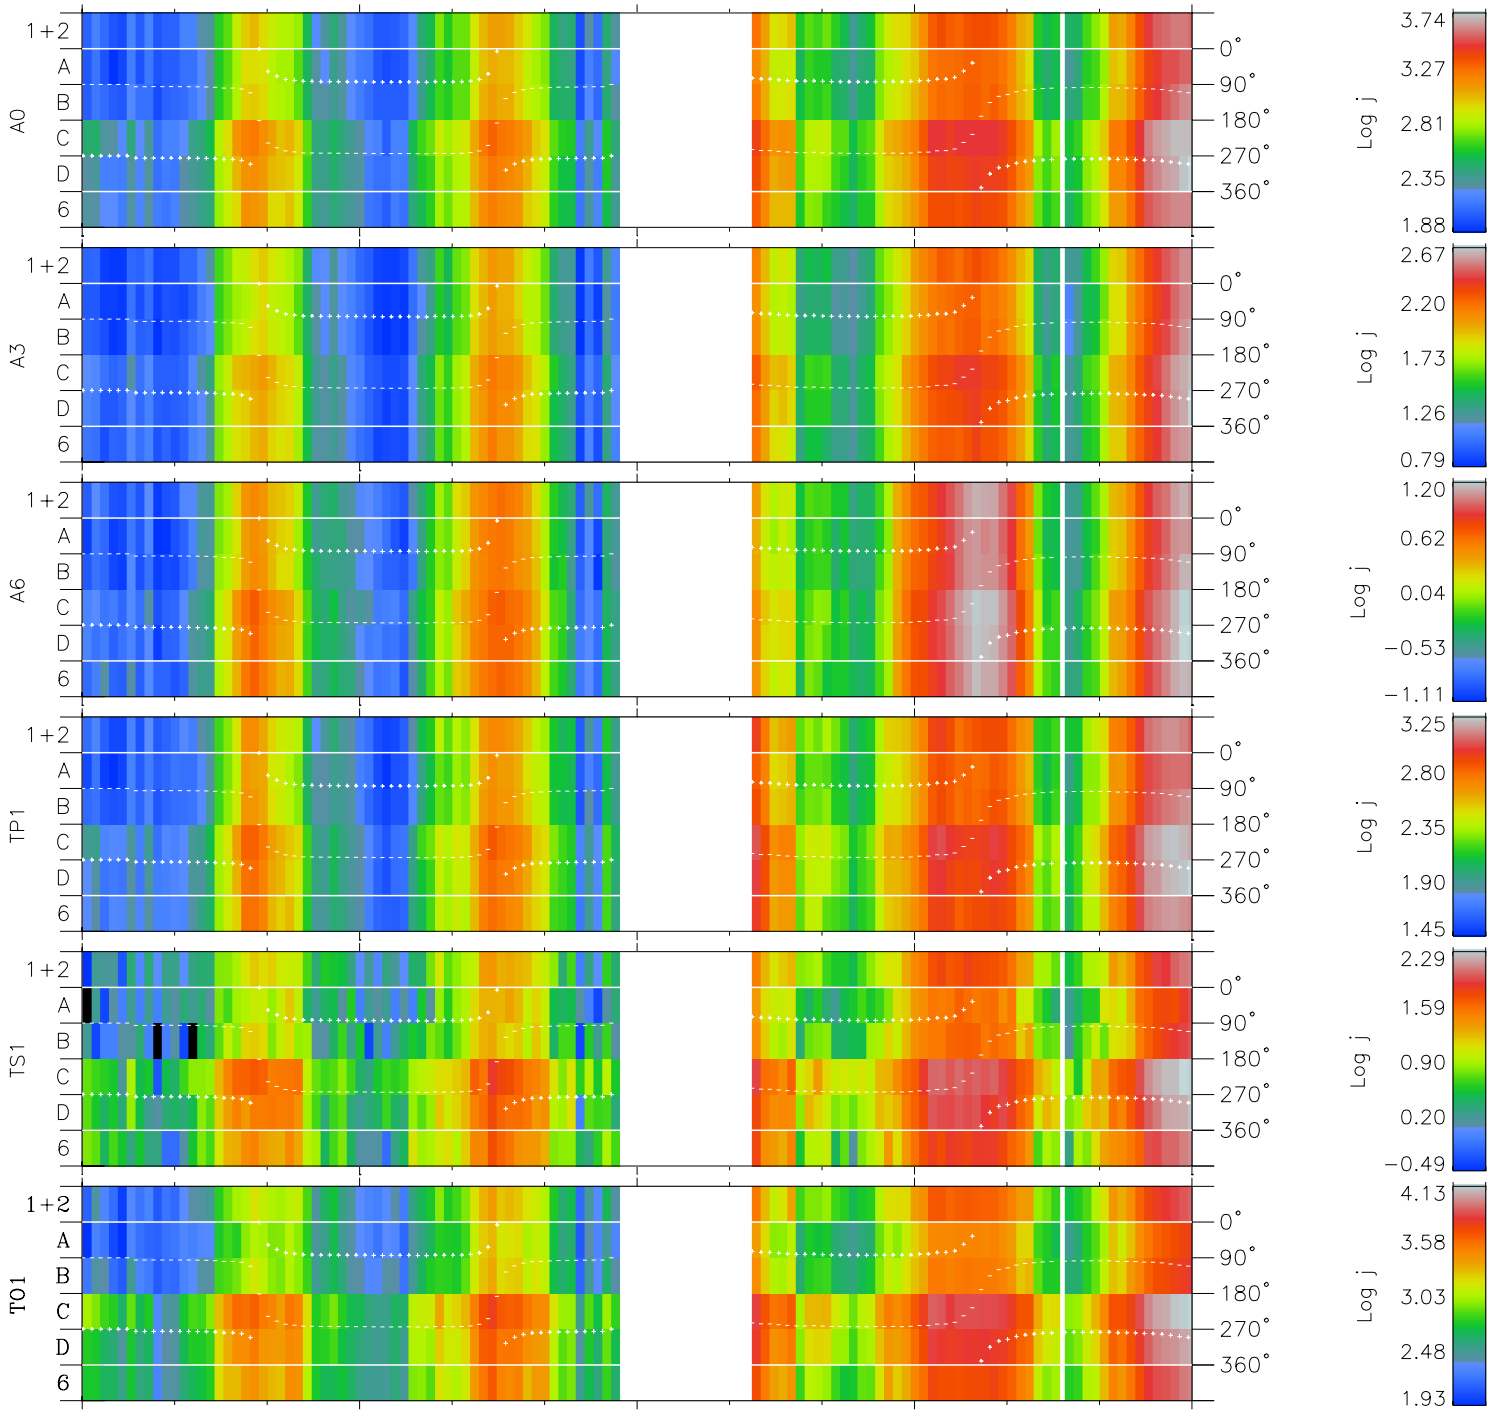 1+2
A
B
C
D
6
A0
0°
90°
180°
270°
360°
Log j
3.74
3.27
2.81
2.35
1.88
1+2
A
B
C
D
6
A3
0°
90°
180°
270°
360°
Log j
2.67
2.20
1.73
1.26
0.79
1+2
A
B
C
D
6
A6
0°
90°
180°
270°
360°
Log j
1.20
0.62
0.04
−0.53
−1.11
1+2
A
B
C
D
6
TP1
0°
90°
180°
270°
360°
Log j
3.25
2.80
2.35
1.90
1.45
1+2
A
B
C
D
6
TS1
0°
90°
180°
270°
360°
Log j
2.29
1.59
0.90
0.20
−0.49
1+2
A
B
C
D
6
TO1
0°
90°
180°
270°
360°
Log j
4.13
3.58
3.03
2.48
1.93